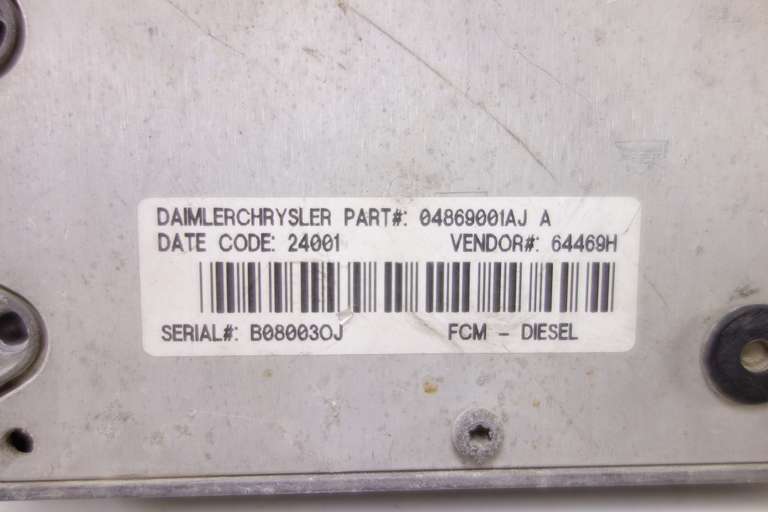 DAIMLERCHRYSLER PART#: 04869001AJ A
DATE CODE: 24001 VENDOR#: 64469H
SERIAL#: B08003OJ FCM - DIESEL